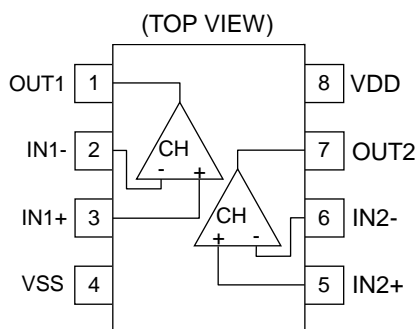 (TOP VIEW)
OUT1 1 8 VDD
CH
IN1- 2 7 OUT2
- +
CH
IN1+ 3 6 IN2-
+ -
VSS 4 5 IN2+